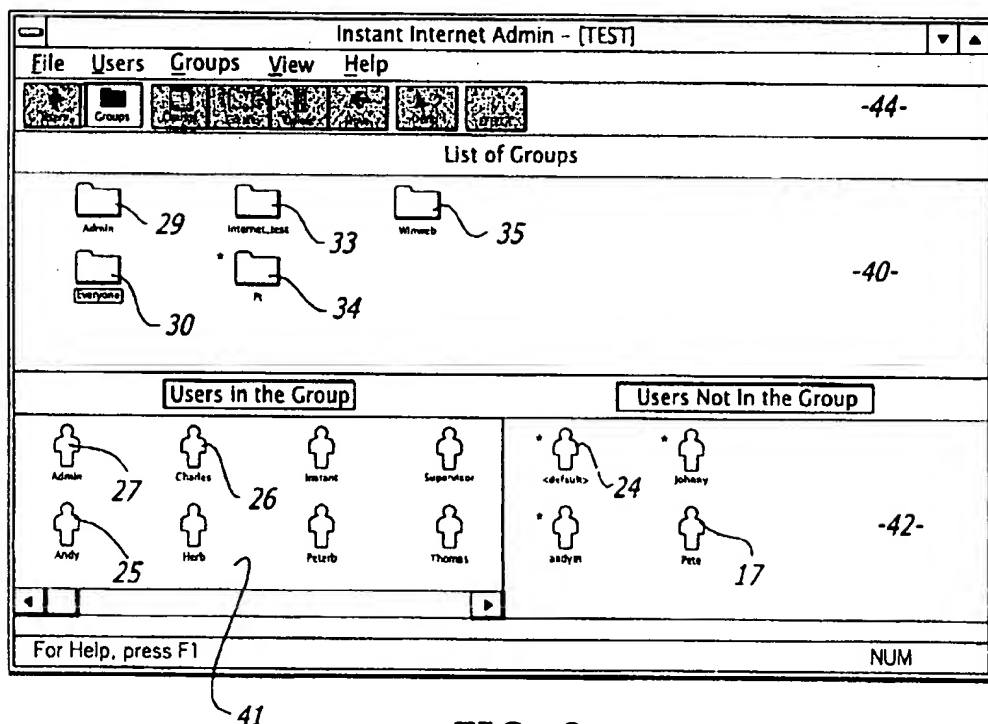 Instant Internet Admin - [TEST]
File Users Groups View Help
Groups -44-
List of Groups
Admin 29 Internet_test 33 Winweb 35
-40-
Everyone 30 * Pt 34
Users In the Group Users Not In the Group
Admin 27 Charles 26 Instant Supervisor * <default> 24 * Johnny
Andy 25 Herb Peterb Thomas * andym Pete 17 -42-
For Help, press F1 NUM
41